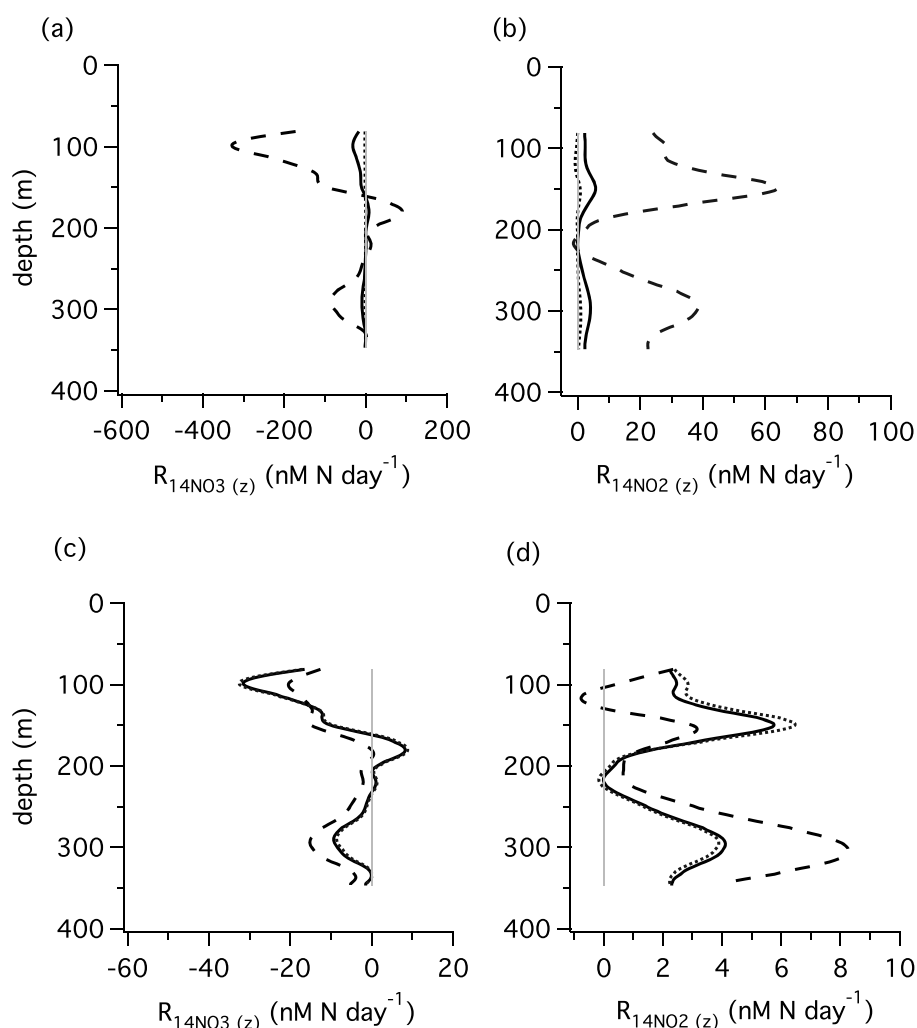 (a)
0
100
200
300
400
depth (m)
-600 -400 -200 0 200
R14NO3 (z) (nM N day-1)
(b)
0
100
200
300
400
0 20 40 60 80 100
R14NO2 (z) (nM N day-1)
(c)
0
100
200
300
400
depth (m)
-60 -40 -20 0 20
R14NO3 (z) (nM N day-1)
(d)
0
100
200
300
400
0 2 4 6 8 10
R14NO2 (z) (nM N day-1)